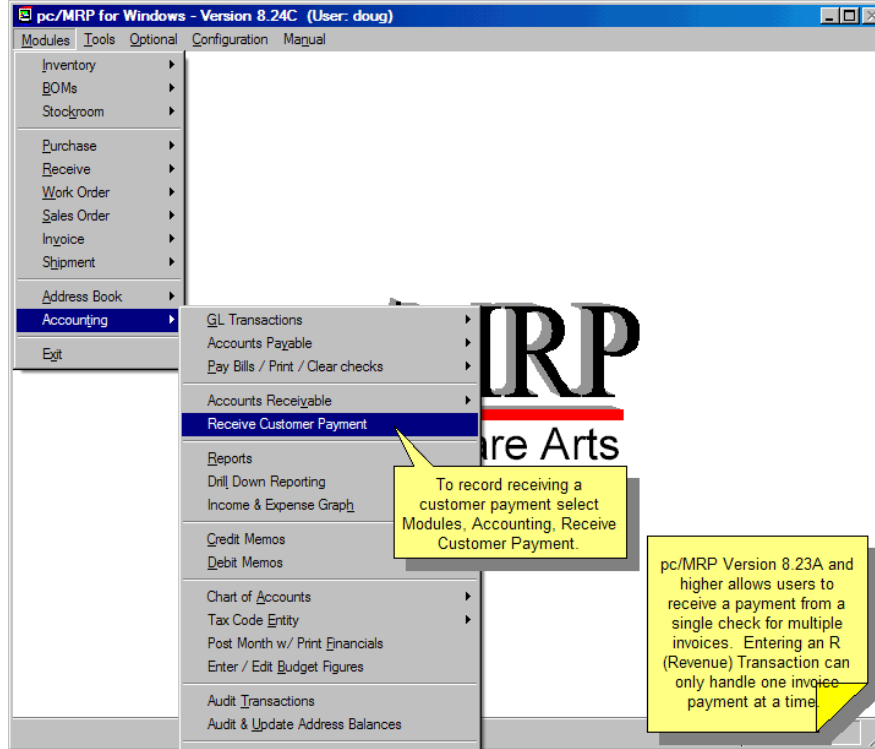 pc/MRP for Windows - Version 8.24C (User: doug)
Modules Tools Optional Configuration Manual
Inventory
BOMs
Stockroom
Purchase
Receive
Work Order
Sales Order
Invoice
Shipment
Address Book
Accounting
Exit
GL Transactions
Accounts Payable
Pay Bills / Print / Clear checks
Accounts Receivable
Receive Customer Payment
Reports
Drill Down Reporting
Income & Expense Graph
Credit Memos
Debit Memos
Chart of Accounts
Tax Code Entity
Post Month w/ Print Financials
Enter / Edit Budget Figures
Audit Transactions
Audit & Update Address Balances
MRP
are Arts
To record receiving a
customer payment select
Modules, Accounting, Receive
Customer Payment.
pc/MRP Version 8.23A and
higher allows users to
receive a payment from a
single check for multiple
invoices. Entering an R
(Revenue) Transaction can
only handle one invoice
payment at a time.